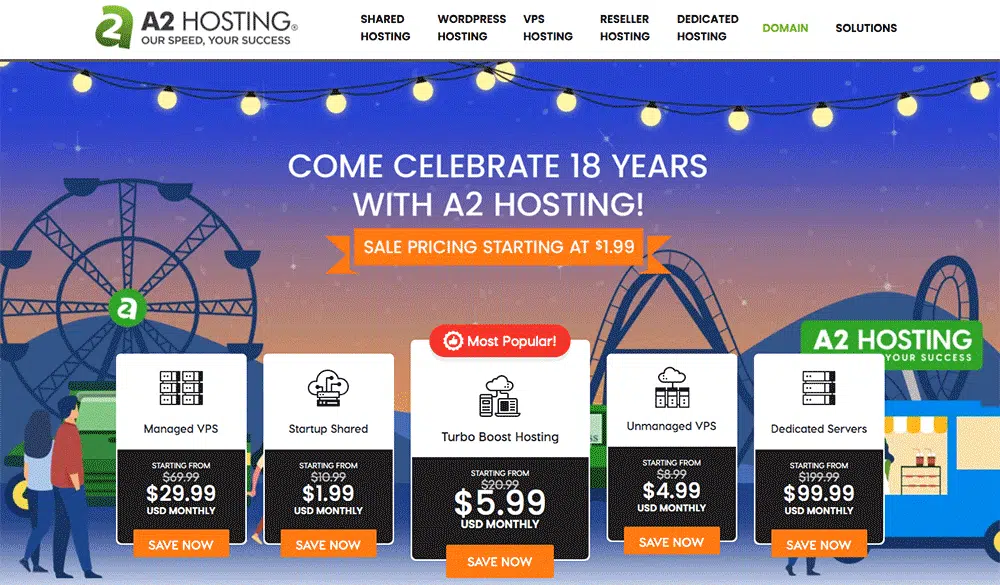 A2 HOSTING®
OUR SPEED, YOUR SUCCESS
SHARED
HOSTING
WORDPRESS
HOSTING
VPS
HOSTING
RESELLER
HOSTING
DEDICATED
HOSTING
DOMAIN
SOLUTIONS
COME CELEBRATE 18 YEARS
WITH A2 HOSTING!
SALE PRICING STARTING AT $1.99
a
A2 HOSTING
YOUR SUCCESS
Managed VPS
STARTING FROM
$69.99
$29.99
USD MONTHLY
SAVE NOW
Startup Shared
STARTING FROM
$10.99
$1.99
USD MONTHLY
SAVE NOW
Most Popular!
Turbo Boost Hosting
STARTING FROM
$20.99
$5.99
USD MONTHLY
SAVE NOW
Unmanaged VPS
STARTING FROM
$8.99
$4.99
USD MONTHLY
SAVE NOW
Dedicated Servers
STARTING FROM
$199.99
$99.99
USD MONTHLY
SAVE NOW